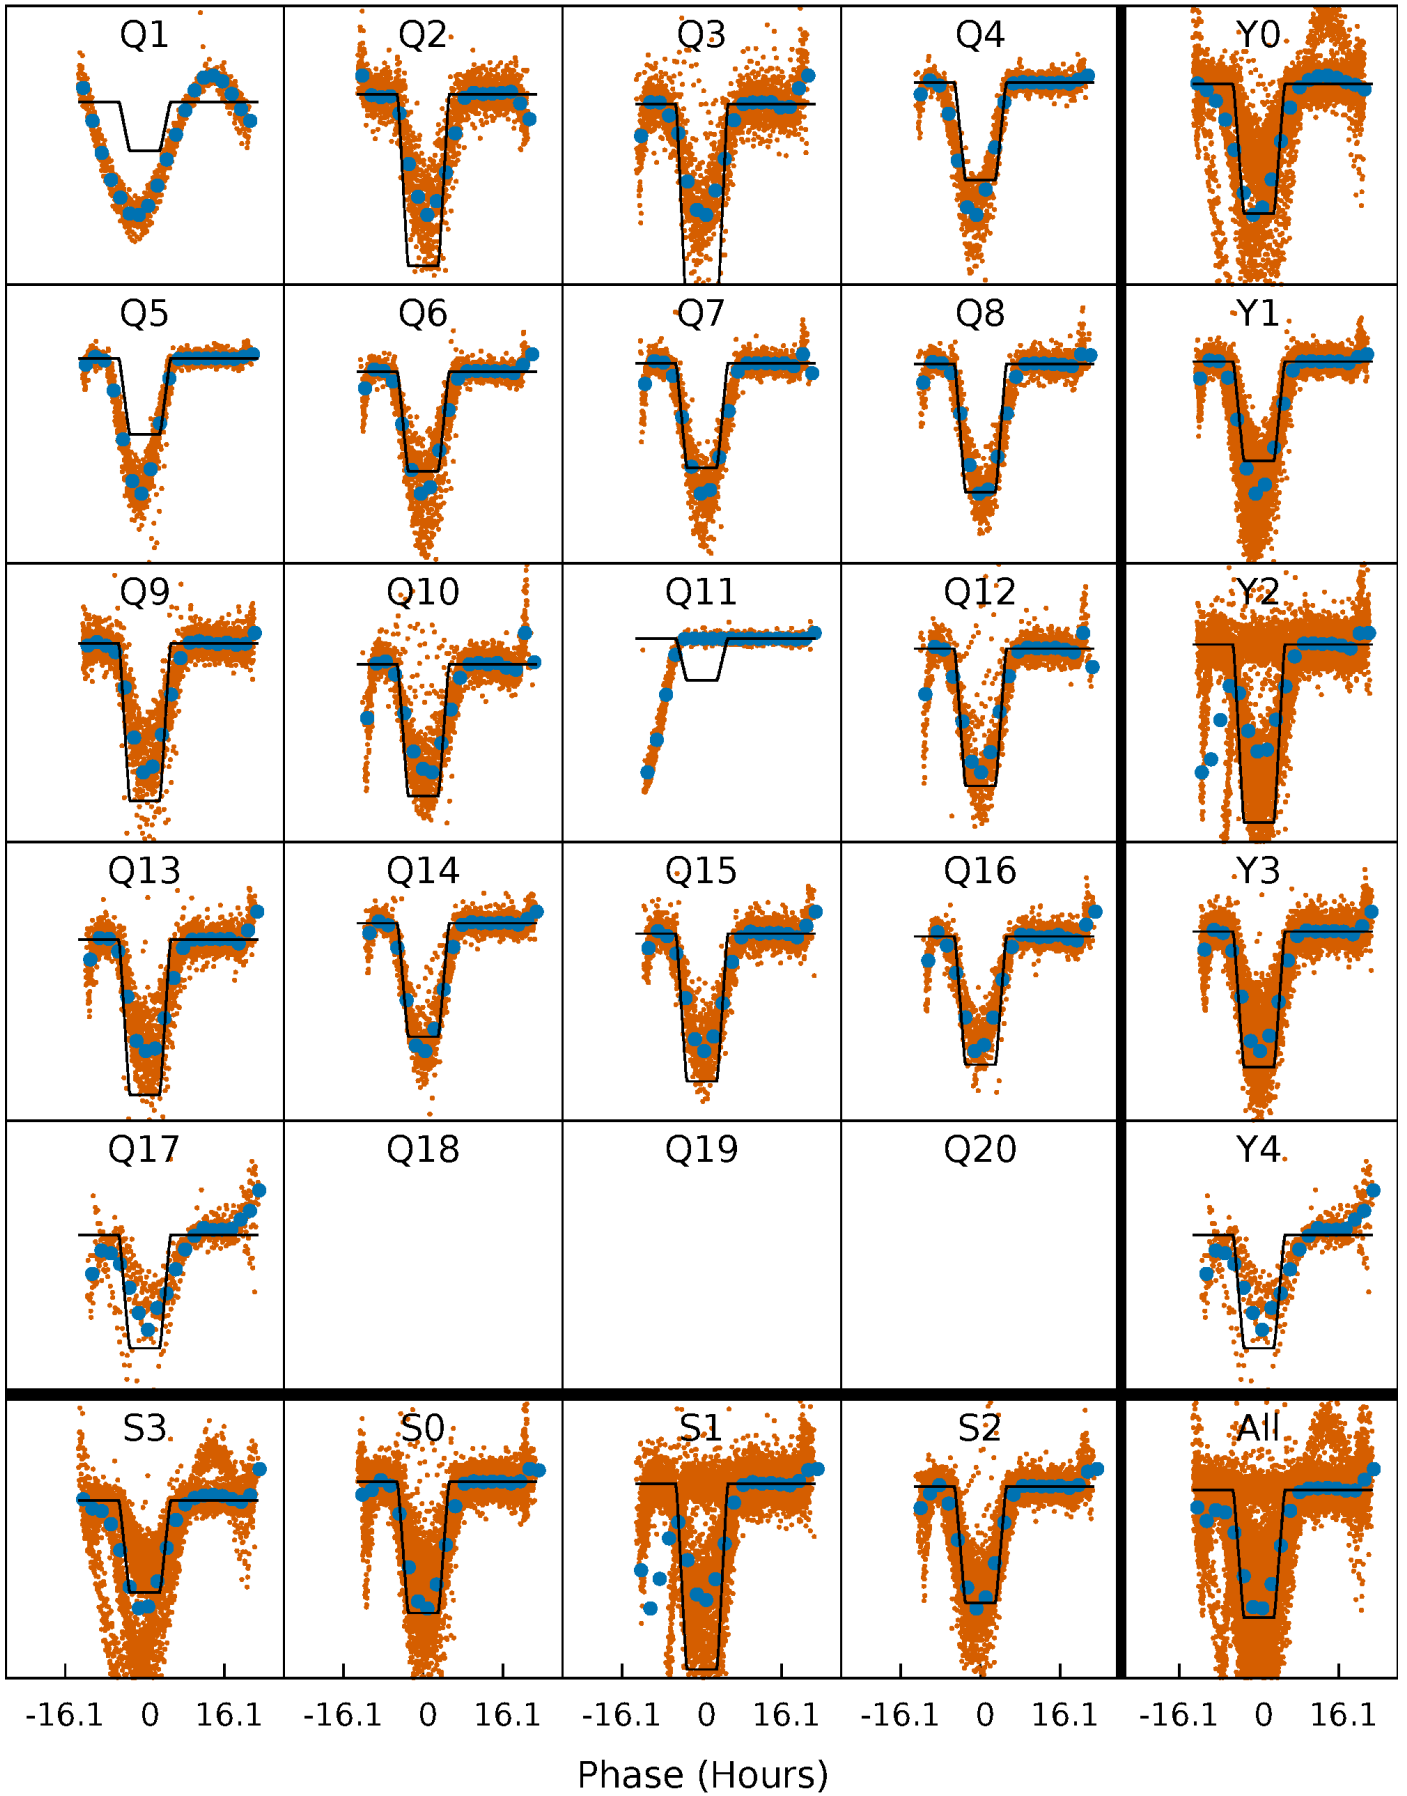 Q1 Q2 Q3 Q4 Y0
Q5 Q6 Q7 Q8 Y1
Q9 Q10 Q11 Q12 Y2
Q13 Q14 Q15 Q16 Y3
Q17 Q18 Q19 Q20 Y4
S3 S0 S1 S2 All
-16.1 0 16.1 -16.1 0 16.1 -16.1 0 16.1 -16.1 0 16.1 -16.1 0 16.1
Phase (Hours)